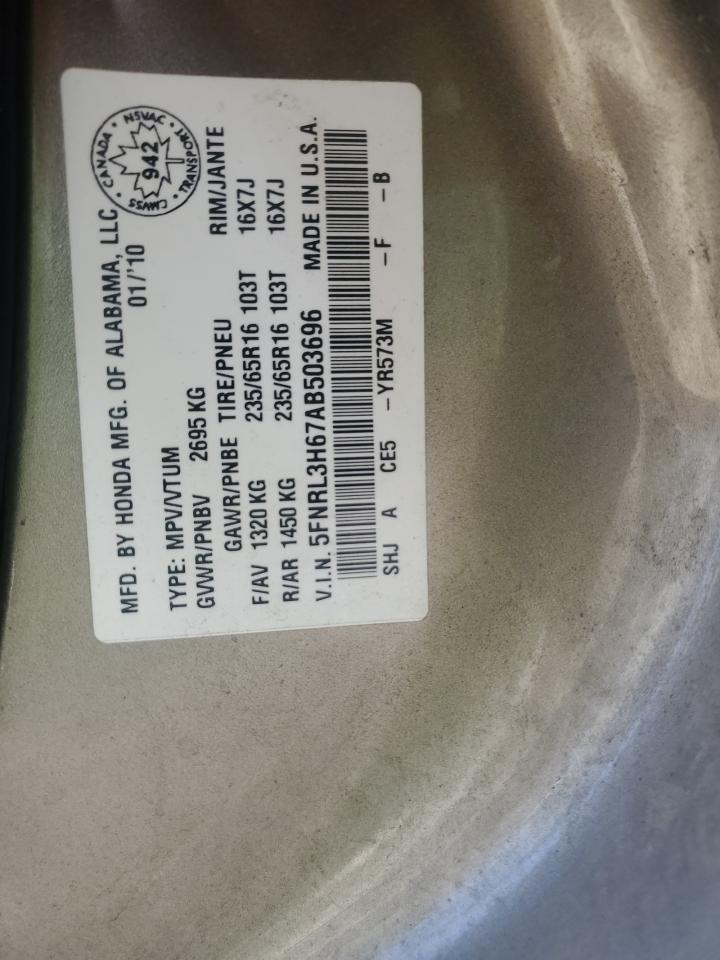 MFD. BY HONDA MFG. OF ALABAMA, LLC
01/'10
CANADA • NSVAC • TRANSPORT • CMVSS •
942
TYPE: MPV/VTUM
GVWR/PNBV 2695 KG
GAWR/PNBE TIRE/PNEU RIM/JANTE
F/AV 1320 KG 235/65R16 103T 16X7J
R/AR 1450 KG 235/65R16 103T 16X7J
V.I.N. 5FNRL3H67AB503696 MADE IN U.S.A.
SHJ A CE5 -YR573M -F -B